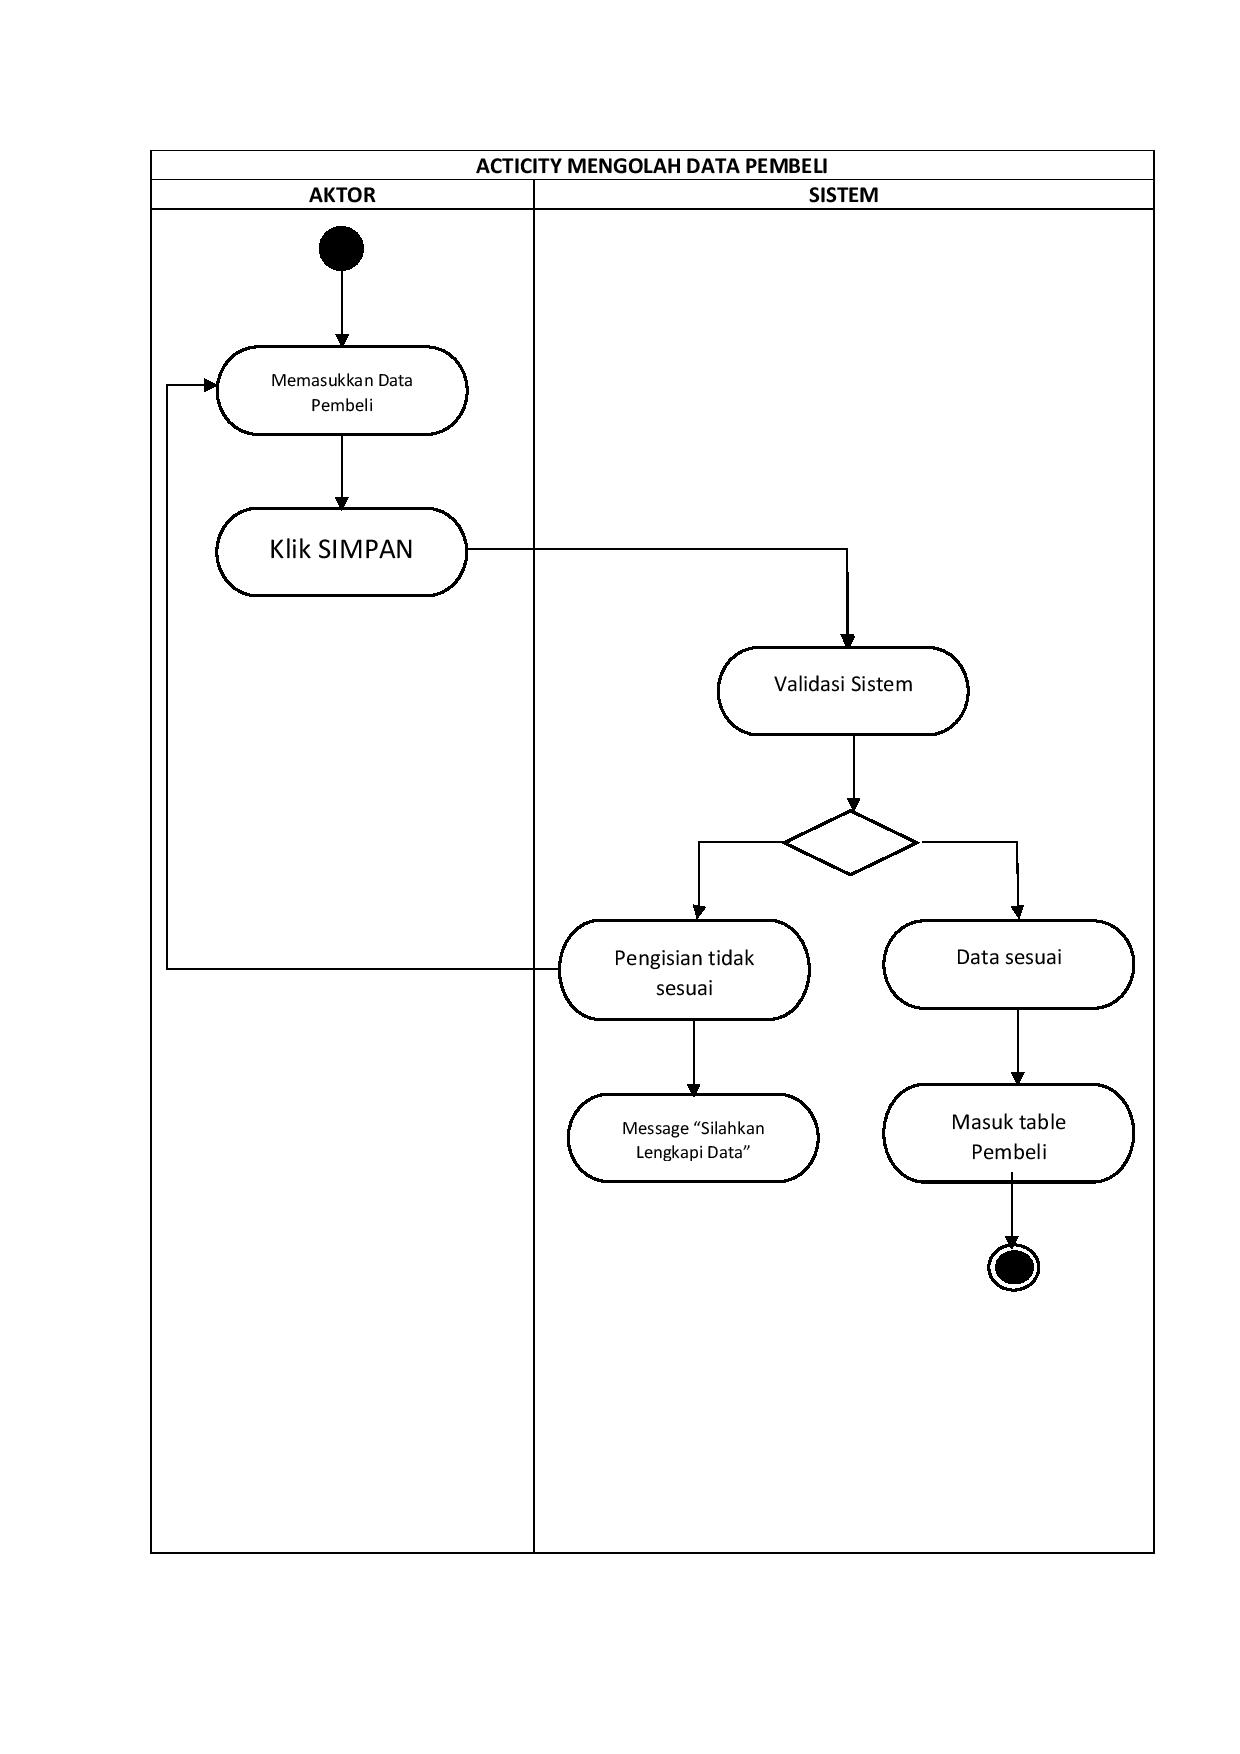 ACTICITY MENGOLAH DATA PEMBELI
AKTOR
SISTEM
Memasukkan Data
Pembeli
Klik SIMPAN
Validasi Sistem
Pengisian tidak
sesuai
Data sesuai
Message “Silahkan
Lengkapi Data”
Masuk table
Pembeli